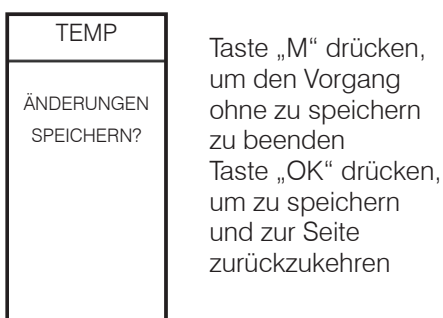 TEMP
ÄNDERUNGEN
SPEICHERN?
Taste „M“ drücken,
um den Vorgang
ohne zu speichern
zu beenden
Taste „OK“ drücken,
um zu speichern
und zur Seite
zurückzukehren